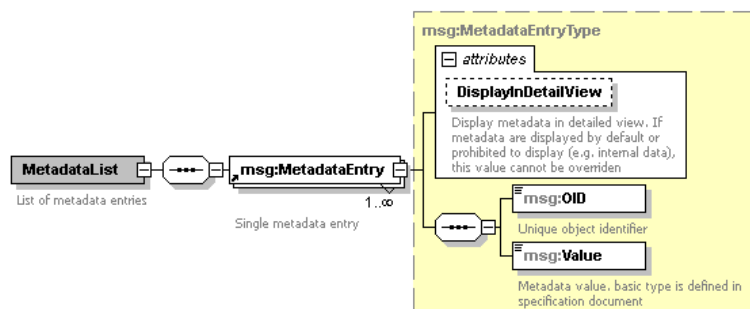 msg:MetadataEntryType
attributes
DisplayInDetailView
Display metadata in detailed view. If
metadata are displayed by default or
prohibited to display (e.g. internal data),
this value cannot be overriden
MetadataList
List of metadata entries
msg:MetadataEntry
1..∞
Single metadata entry
msg:OID
Unique object identifier
msg:Value
Metadata value. basic type is defined in
specification document